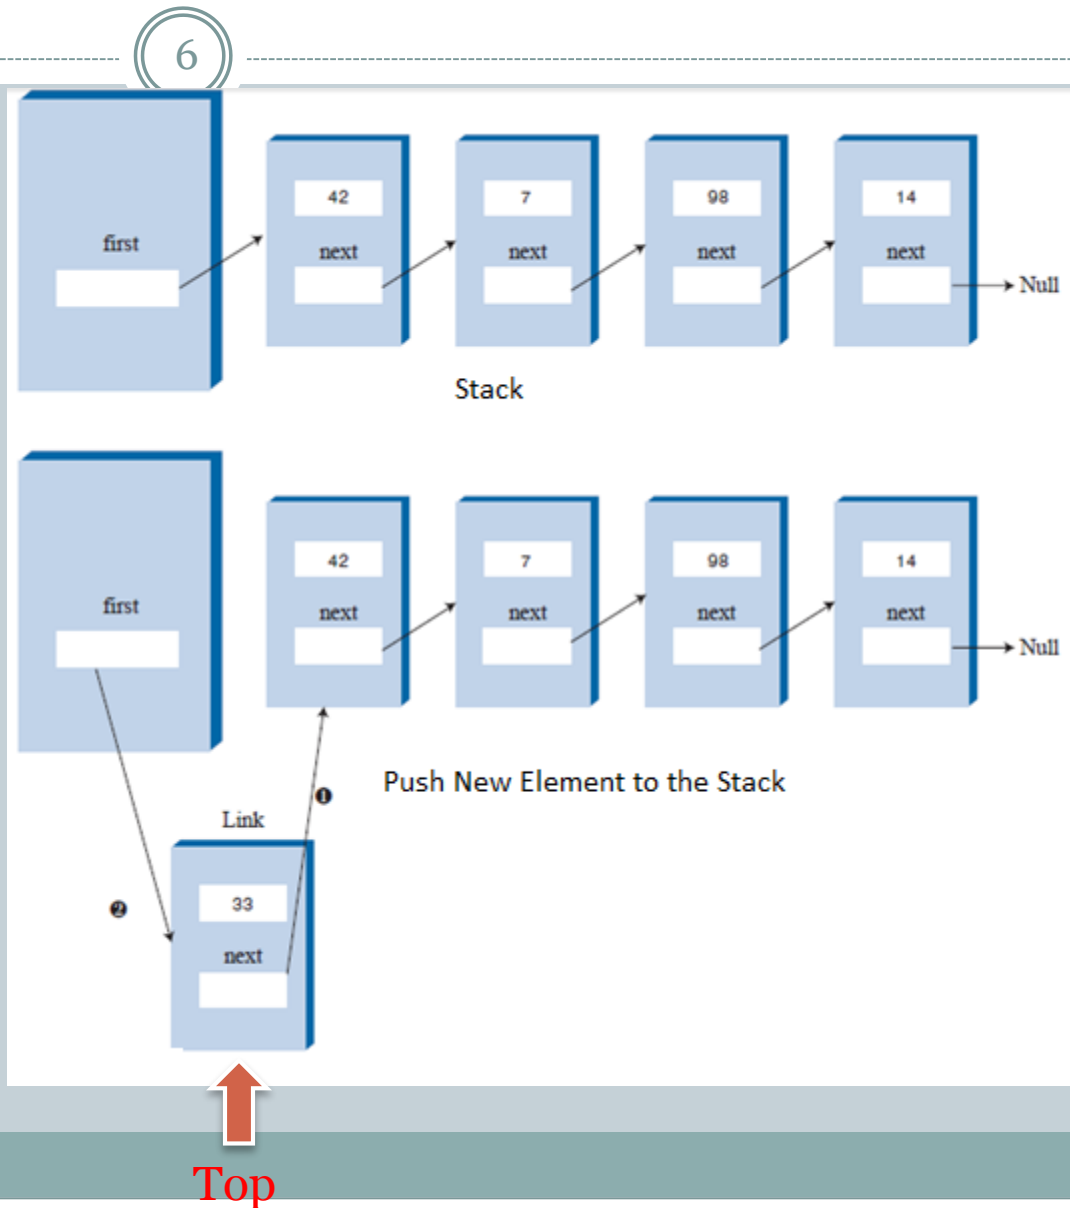 6
42 7 98 14
first
next next next next
Null
Stack
42 7 98 14
first next next next next
Null
Push New Element to the Stack
❶
Link
❷
33
next
Top